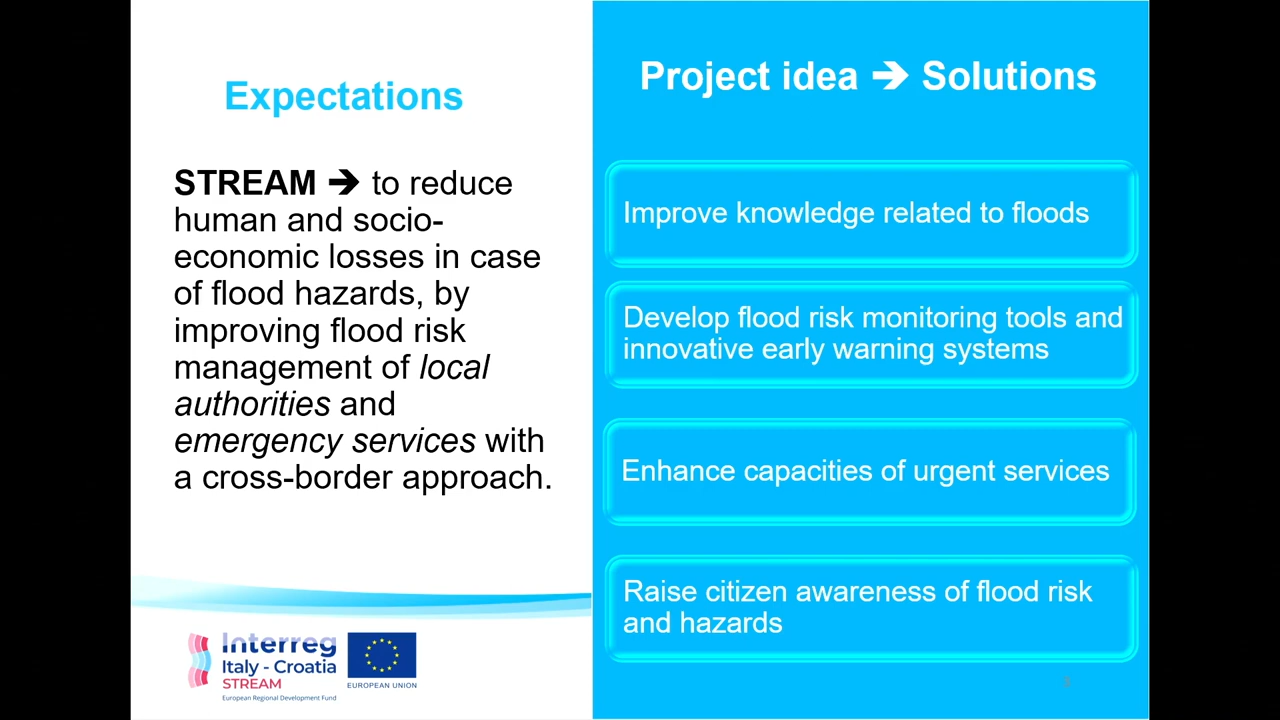 Expectations
STREAM ➔ to reduce
human and socio-
economic losses in case
of flood hazards, by
improving flood risk
management of local
authorities and
emergency services with
a cross-border approach.
Interreg
Italy - Croatia
STREAM
European Regional Development Fund
EUROPEAN UNION
Project idea ➔ Solutions
Improve knowledge related to floods
Develop flood risk monitoring tools and
innovative early warning systems
Enhance capacities of urgent services
Raise citizen awareness of flood risk
and hazards